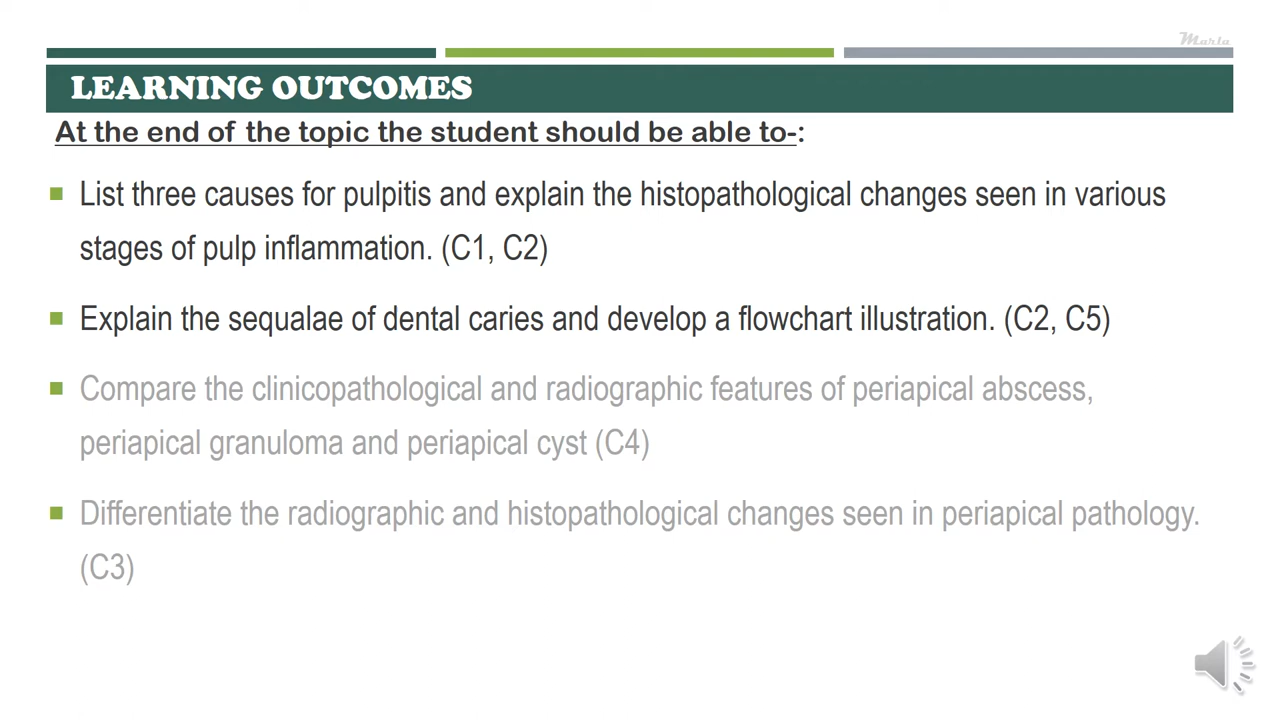 Marla
LEARNING OUTCOMES
At the end of the topic the student should be able to-:
List three causes for pulpitis and explain the histopathological changes seen in various
stages of pulp inflammation. (C1, C2)
Explain the sequalae of dental caries and develop a flowchart illustration. (C2, C5)
Compare the clinicopathological and radiographic features of periapical abscess,
periapical granuloma and periapical cyst (C4)
Differentiate the radiographic and histopathological changes seen in periapical pathology.
(C3)